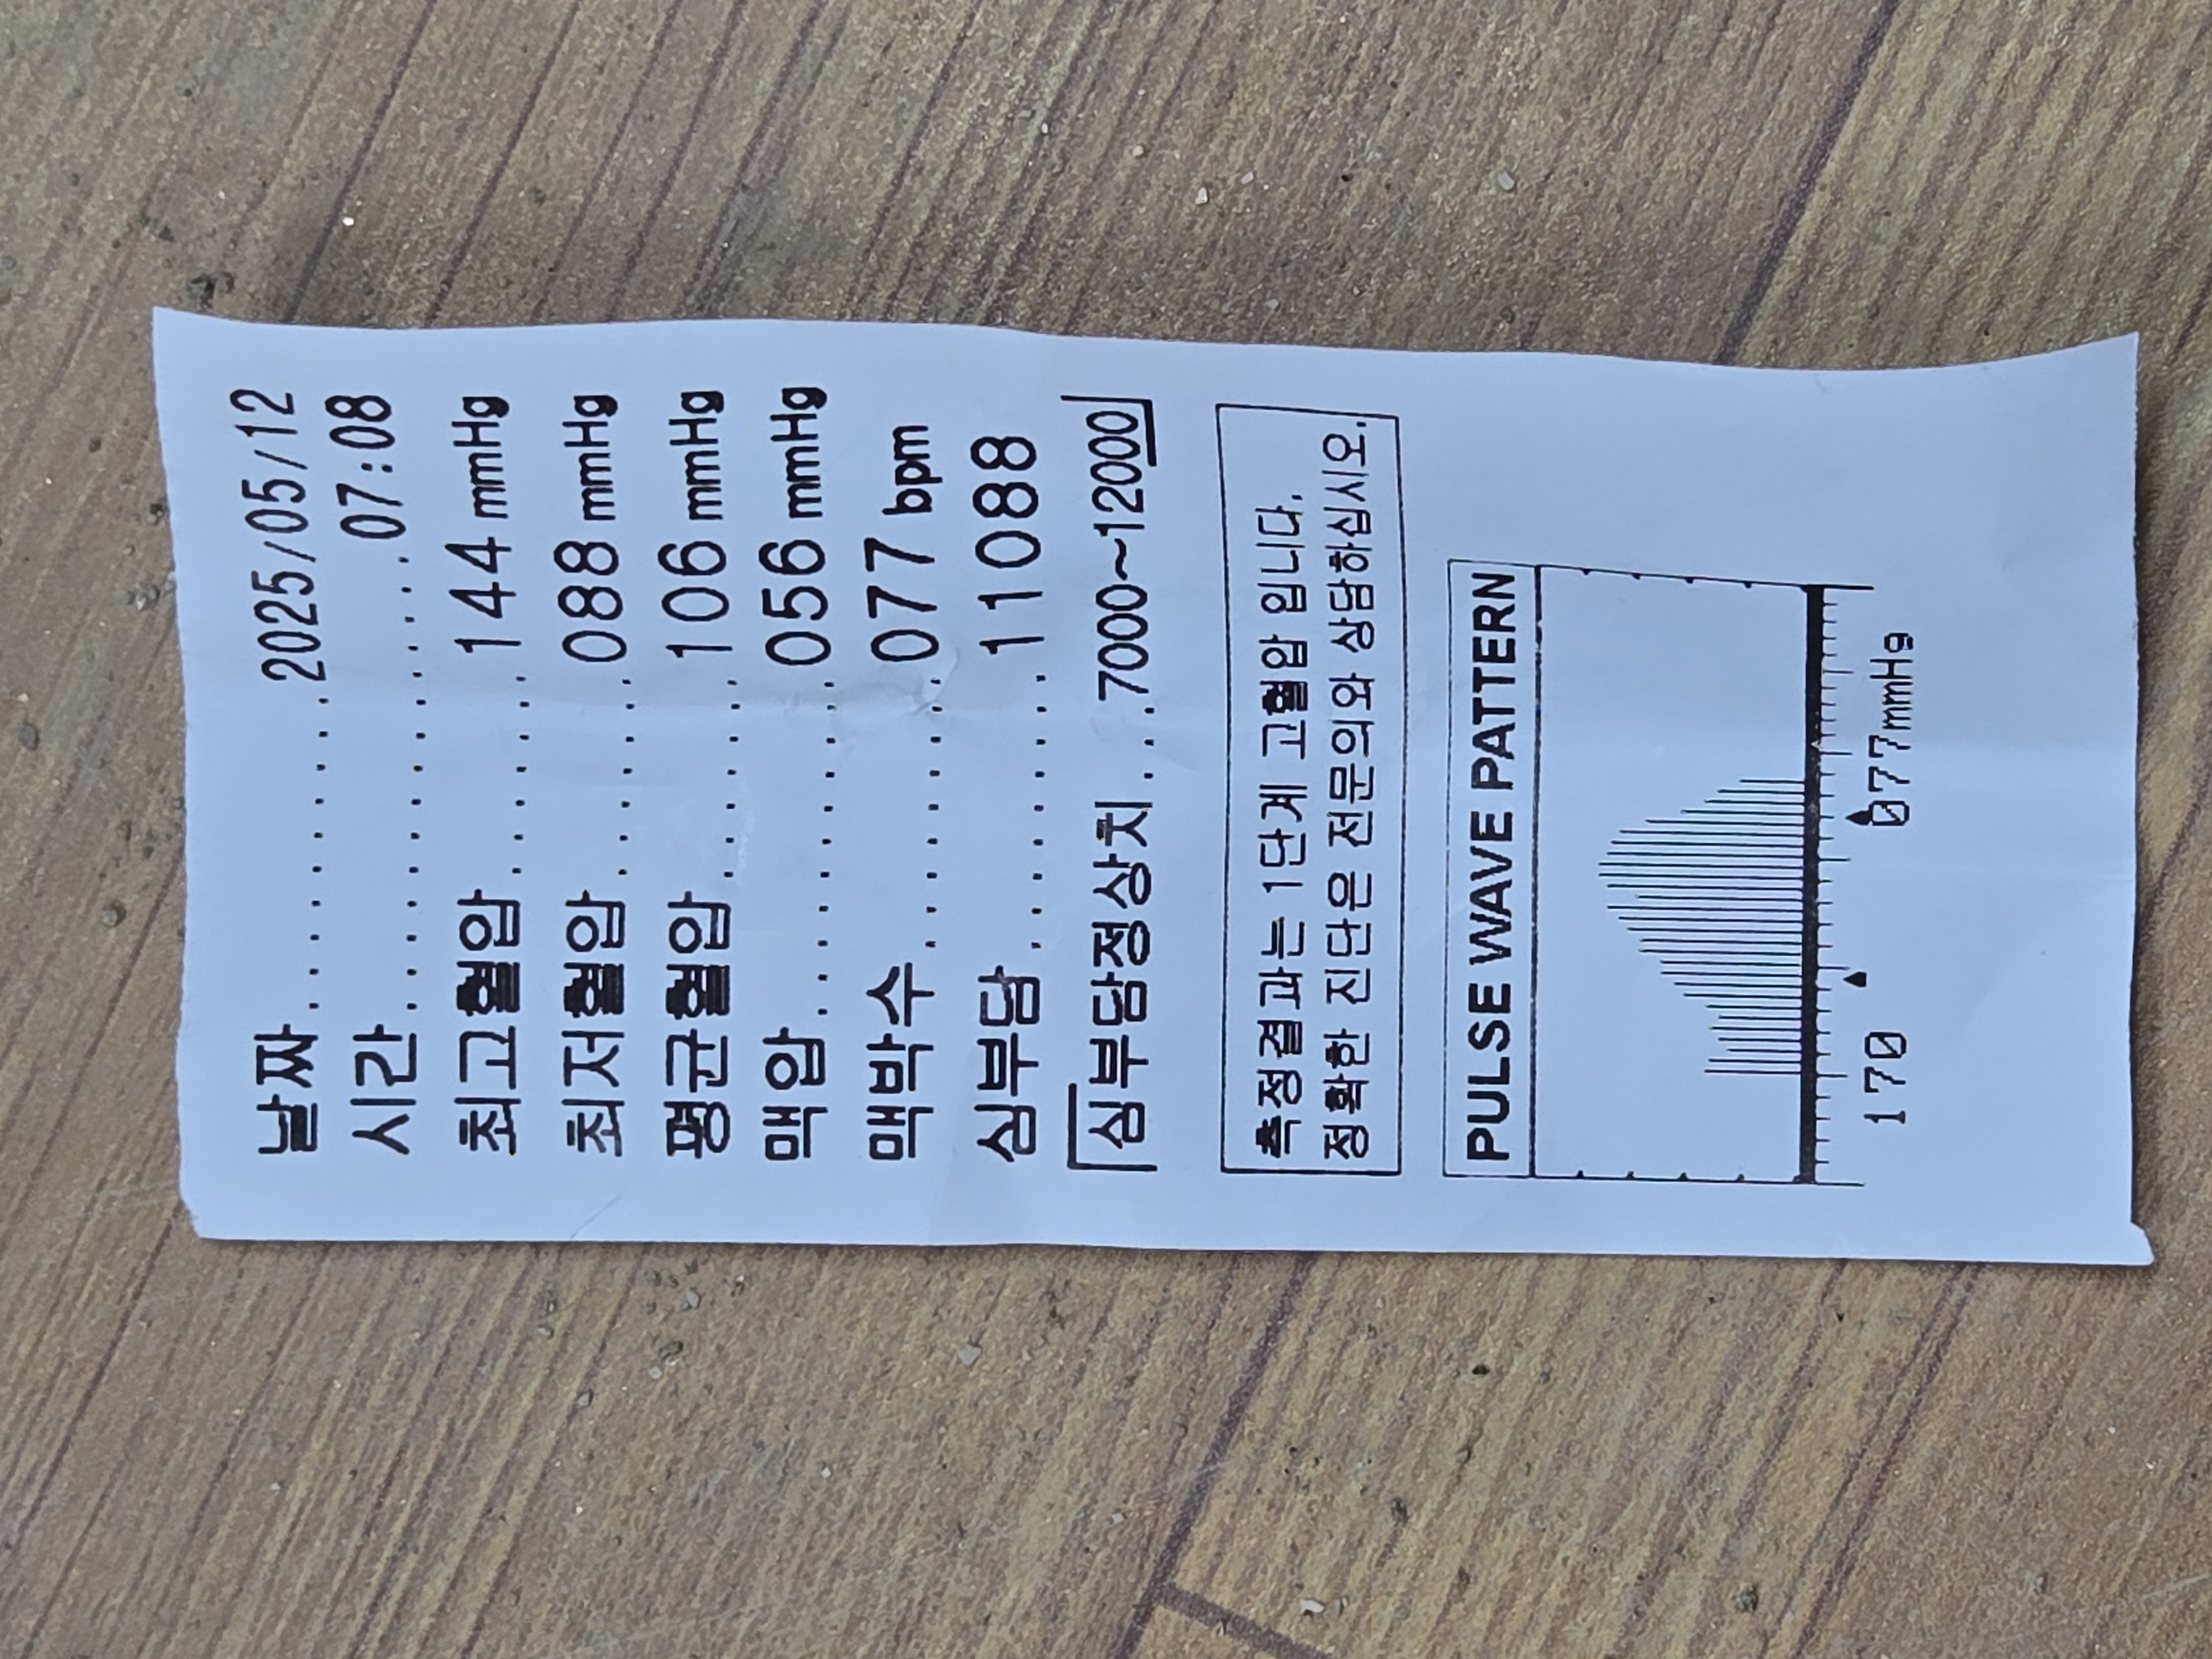 날짜..............2025/05/12
시간....................07:08
최고혈압.........144 mmHg
최저혈압.........088 mmHg
평균혈압.........106 mmHg
맥압..............056 mmHg
맥박수...........077 bpm
심부담...........11088
심부담정상치...7000~12000
측정결과는 1단계 고혈압 입니다.
정확한 진단은 전문의와 상담하십시오.
PULSE WAVE PATTERN
170 077mmHg